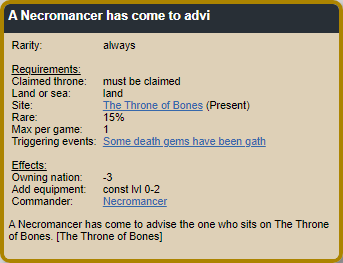 A Necromancer has come to advi
Rarity: always
Requirements:
Claimed throne: must be claimed
Land or sea: land
Site: The Throne of Bones (Present)
Rare: 15%
Max per game: 1
Triggering events: Some death gems have been gath
Effects:
Owning nation: -3
Add equipment: const lvl 0-2
Commander: Necromancer
A Necromancer has come to advise the one who sits on The Throne
of Bones. [The Throne of Bones]